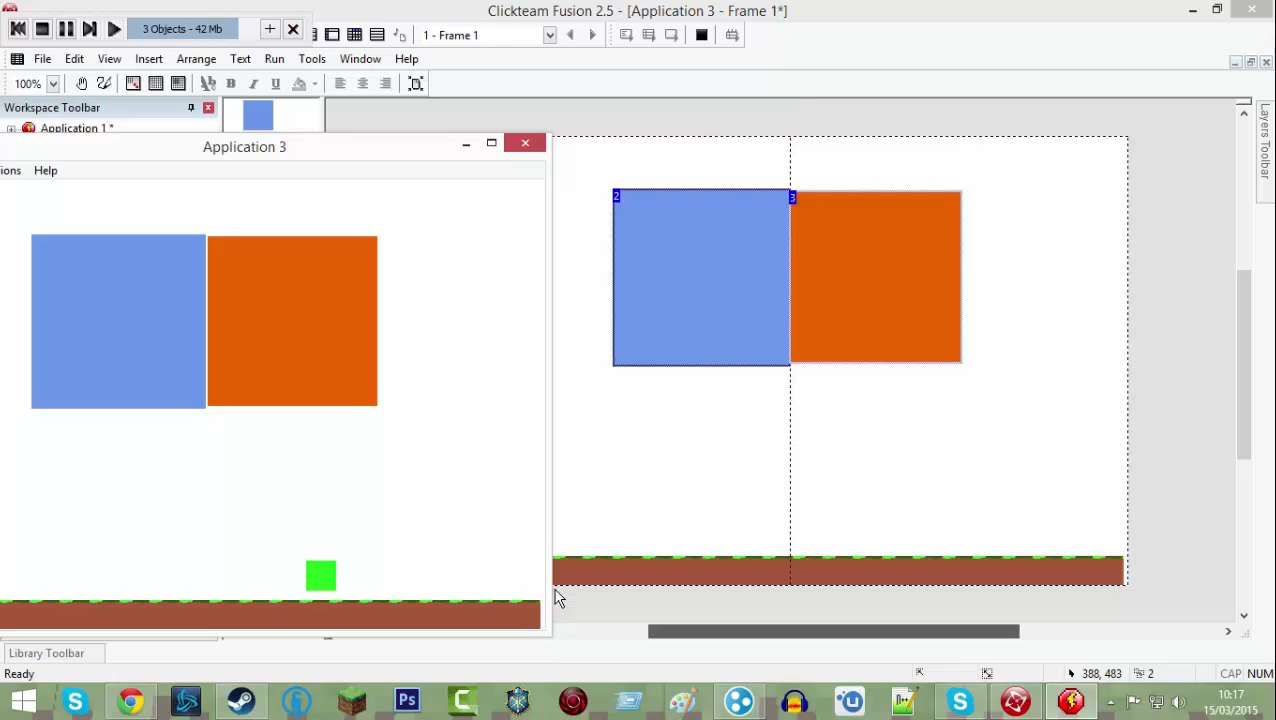 Clickteam Fusion 2.5 - [Application 3 - Frame 1*]
3 Objects - 42 Mb
1 - Frame 1
File Edit View Insert Arrange Text Run Tools Window Help
100%
B I U
Workspace Toolbar
Application 1 *
Application 3
ions Help
2
3
Layers Toolbar
Library Toolbar
Ready
388, 483
2
CAP NUM
Ps
10:17
15/03/2015